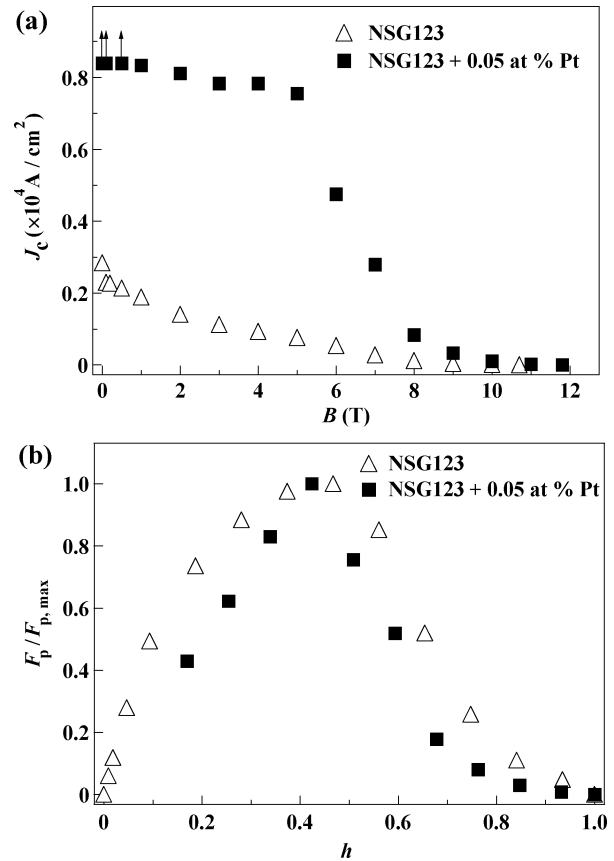 (a)
△ NSG123
■ NSG123 + 0.05 at % Pt
J_c (×10^4 A / cm^2)
0.8
0.6
0.4
0.2
0
0 2 4 6 8 10 12
B (T)
(b)
△ NSG123
■ NSG123 + 0.05 at % Pt
F_p / F_p, max
1.0
0.8
0.6
0.4
0.2
0
0 0.2 0.4 0.6 0.8 1.0
h